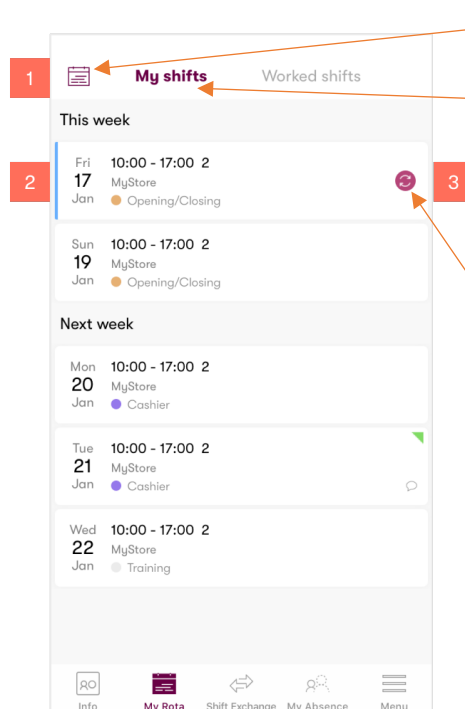 1
My shifts
Worked shifts
This week
2
Fri
17
Jan
10:00 - 17:00 2
MyStore
Opening/Closing
3
Sun
19
Jan
10:00 - 17:00 2
MyStore
Opening/Closing
Next week
Mon
20
Jan
10:00 - 17:00 2
MyStore
Cashier
Tue
21
Jan
10:00 - 17:00 2
MyStore
Cashier
Wed
22
Jan
10:00 - 17:00 2
MyStore
Training
Info
My Rota
Shift Exchange
My Absence
Menu